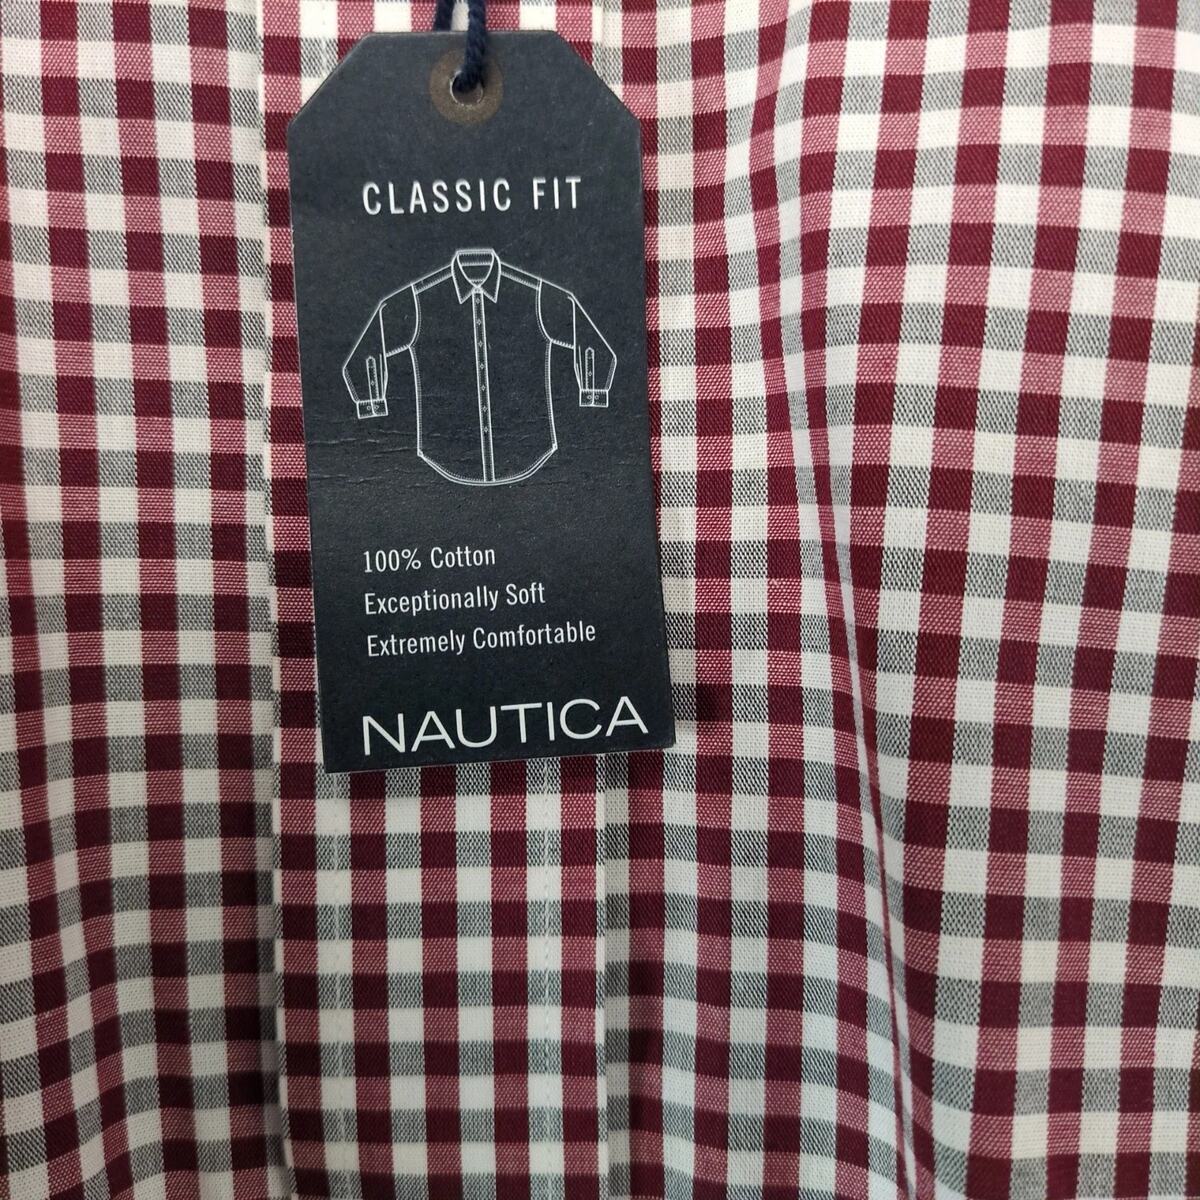 CLASSIC FIT
100% Cotton
Exceptionally Soft
Extremely Comfortable
NAUTICA